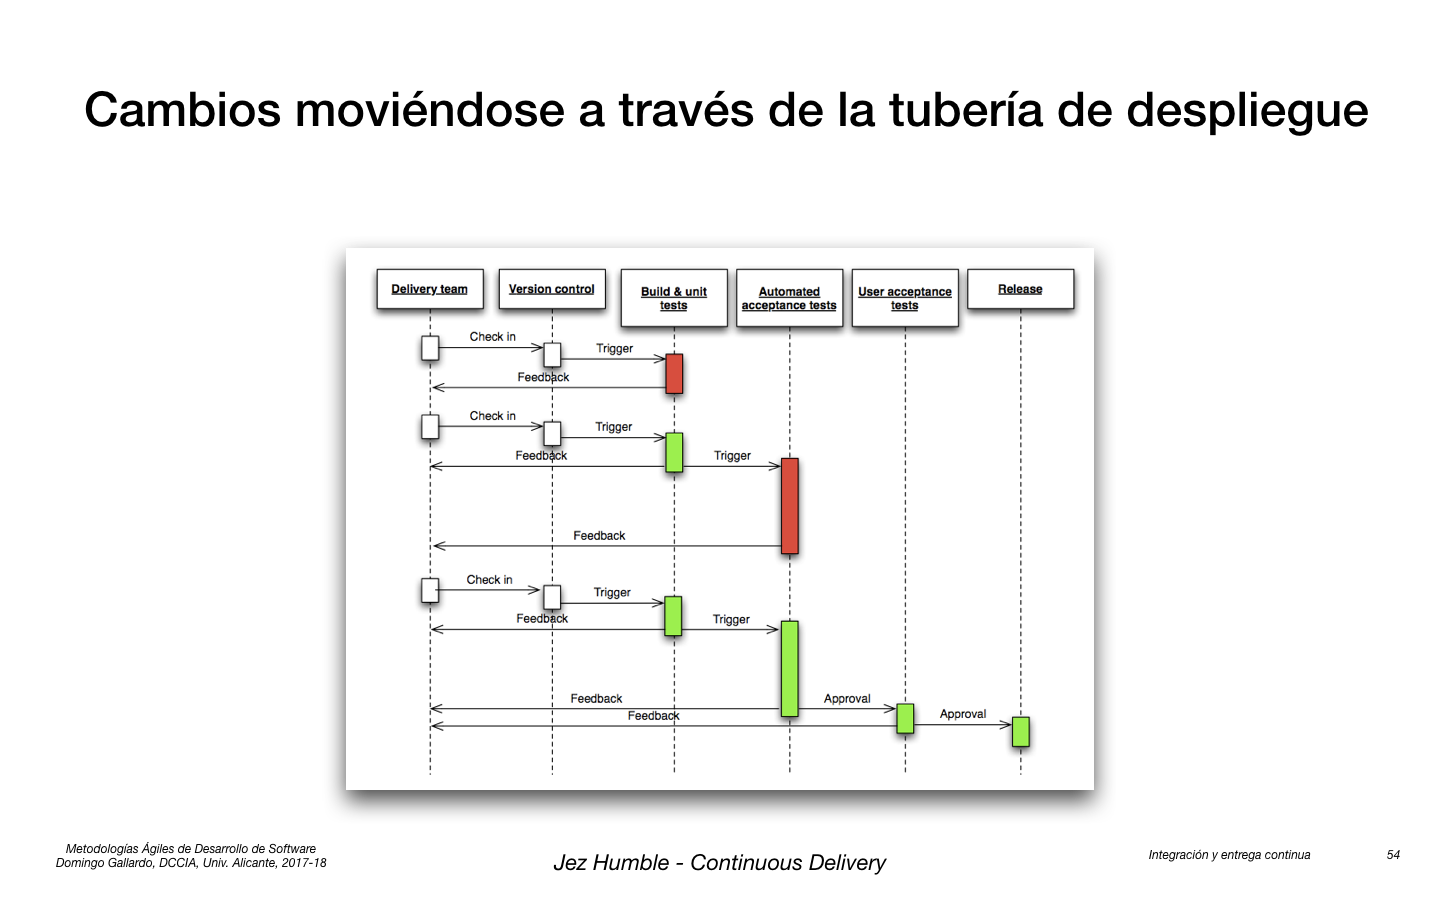 Cambios moviéndose a través de la tubería de despliegue
Delivery team
Version control
Build & unit
tests
Automated
acceptance tests
User acceptance
tests
Release
Check in
Trigger
Feedback
Check in
Trigger
Feedback
Trigger
Feedback
Check in
Trigger
Feedback
Trigger
Feedback
Approval
Feedback
Approval
Metodologías Ágiles de Desarrollo de Software
Domingo Gallardo, DCCIA, Univ. Alicante, 2017-18
Jez Humble - Continuous Delivery
Integración y entrega continua
54